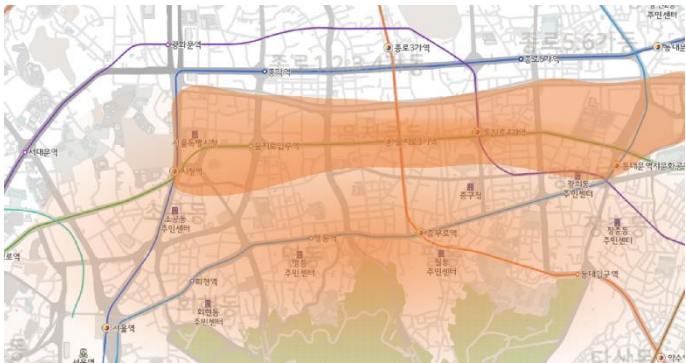 광화문역
종로3가역
종로5·6가동
주민센터
동대문
종각역
종로1·2·3·4가동
종로5가역
서대문역
서울특별시청
을지로입구역
을지로3가역
을지로4가역
시청역
동대문역사문화공원
중구청
광희동
주민센터
소공동
주민센터
장충동
주민센터
충무로역
명동역
명동
주민센터
필동
주민센터
회현역
동대입구역
회현동
주민센터
서울역
약수